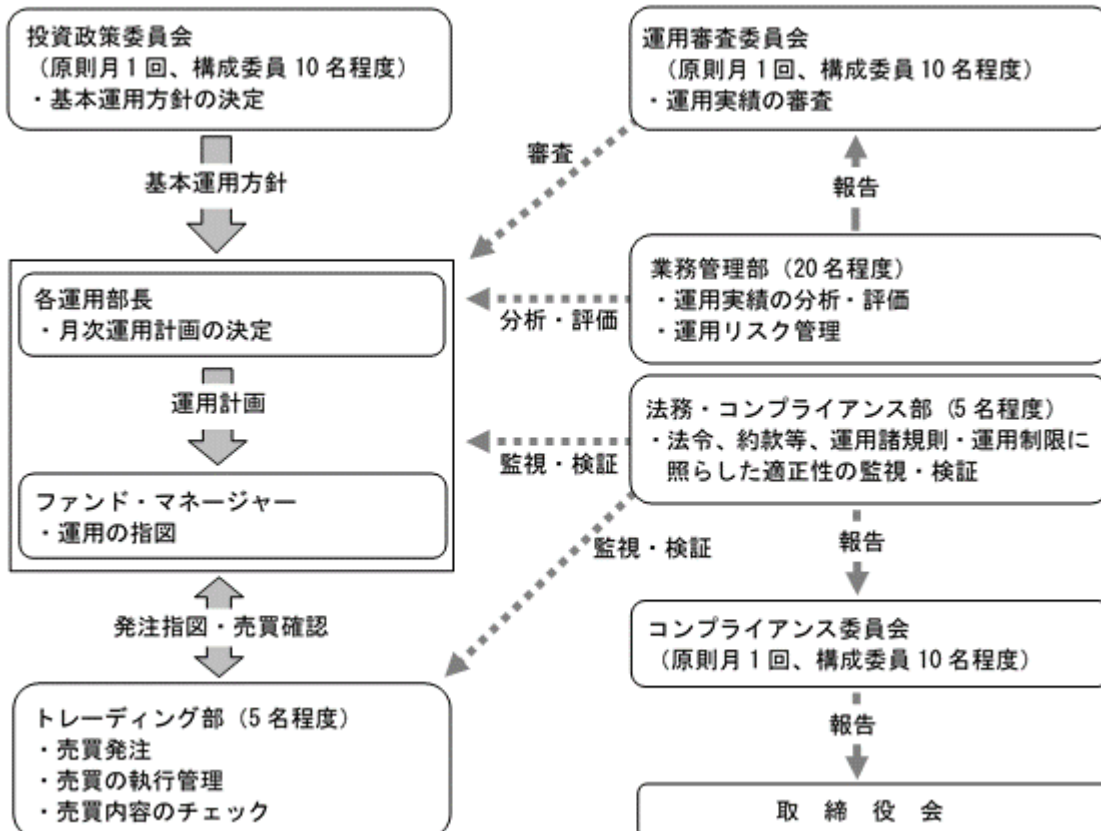 投資政策委員会
(原則月1回、構成委員10名程度)
・基本運用方針の決定
基本運用方針
各運用部長
・月次運用計画の決定
運用計画
ファンド・マネージャー
・運用の指図
発注指図・売買確認
トレーディング部(5名程度)
・売買発注
・売買の執行管理
・売買内容のチェック
運用審査委員会
(原則月1回、構成委員10名程度)
・運用実績の審査
審査
報告
業務管理部(20名程度)
・運用実績の分析・評価
・運用リスク管理
分析・評価
法務・コンプライアンス部(5名程度)
・法令、約款等、運用諸規則・運用制限に
照らした適正性の監視・検証
監視・検証
監視・検証
報告
コンプライアンス委員会
(原則月1回、構成委員10名程度)
報告
取 締 役 会